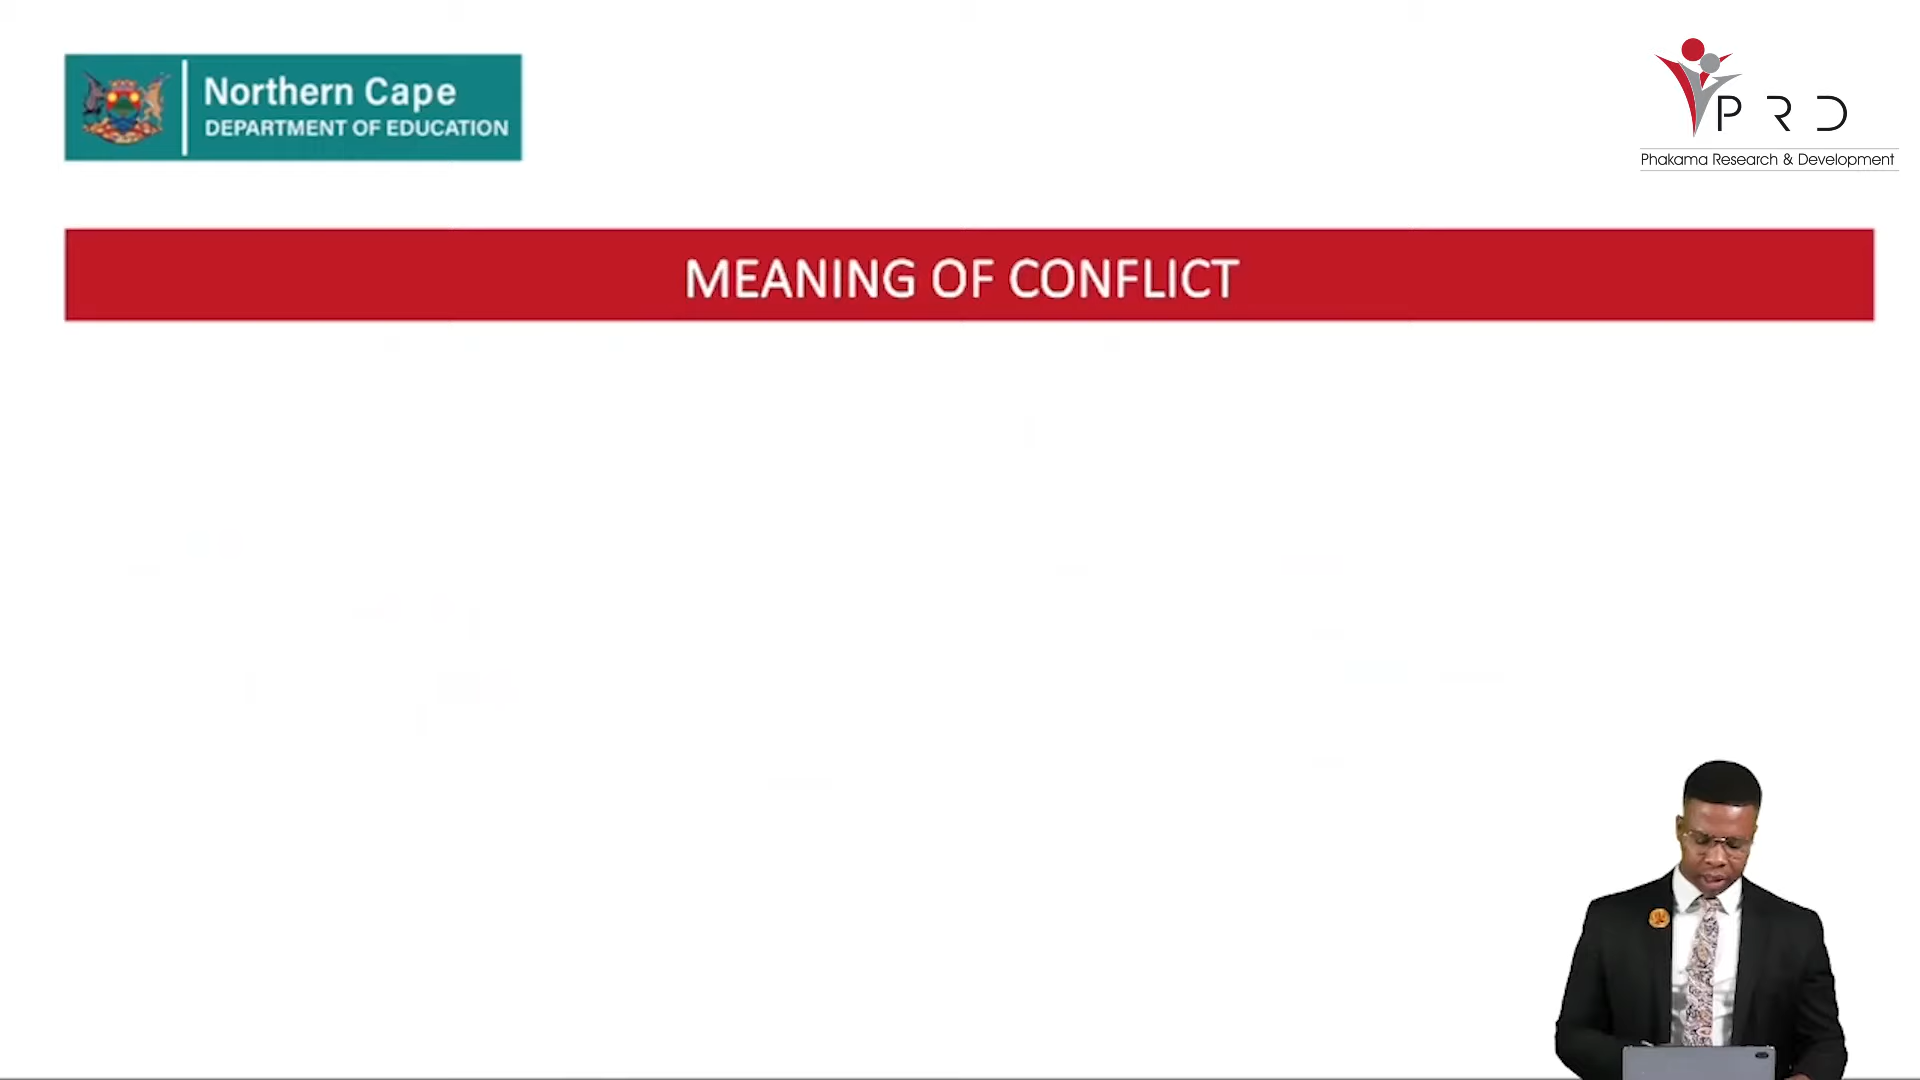 Northern Cape
DEPARTMENT OF EDUCATION
P R D
Phakama Research & Development
MEANING OF CONFLICT